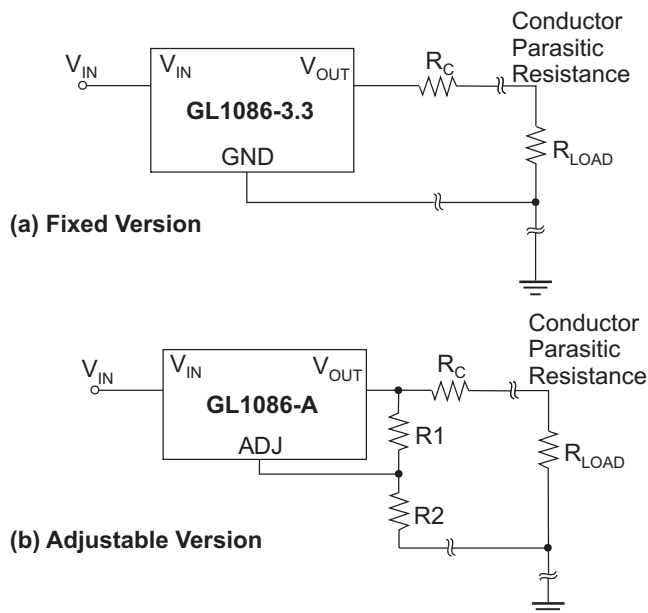 Conductor
Parasitic
Resistance
V_IN
V_IN
V_OUT
R_C
GL1086-3.3
GND
R_LOAD
(a) Fixed Version
Conductor
Parasitic
Resistance
V_IN
V_IN
V_OUT
R_C
GL1086-A
R1
ADJ
R_LOAD
R2
(b) Adjustable Version